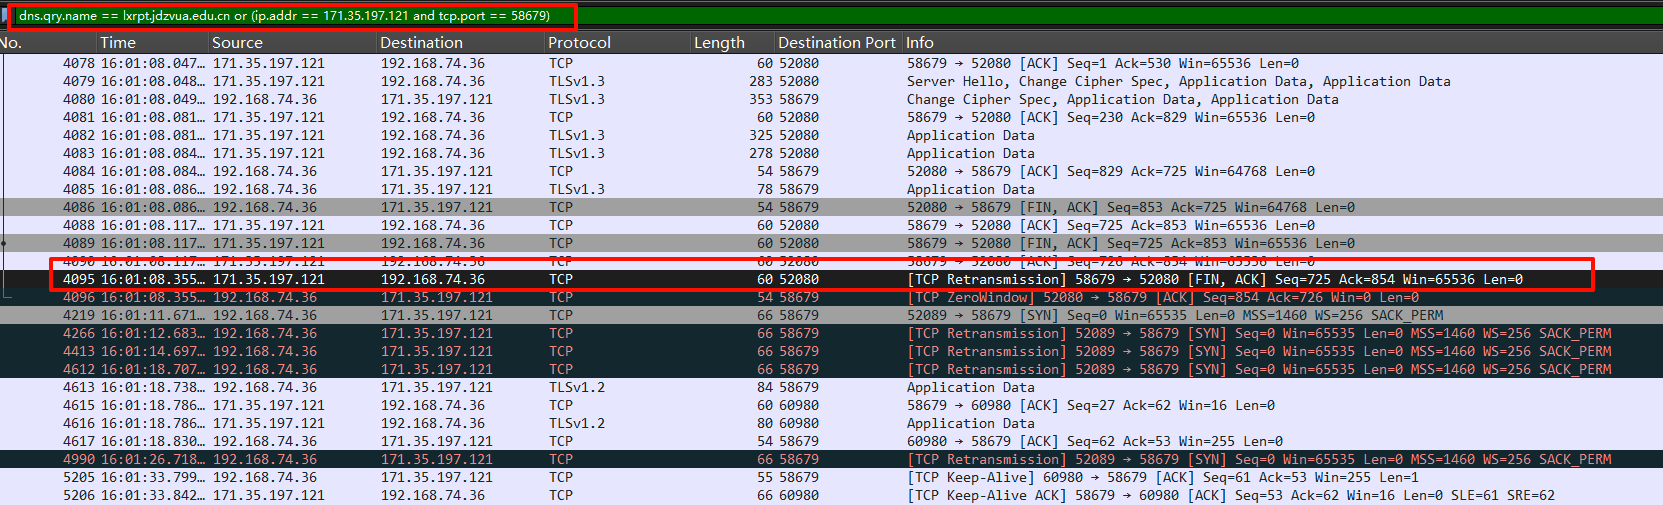 dns.qry.name == lxrpt.jdzvua.edu.cn or (ip.addr == 171.35.197.121 and tcp.port == 58679)
No. Time Source Destination Protocol Length Destination Port Info
4078 16:01:08.047… 171.35.197.121 192.168.74.36 TCP 60 52080 58679 → 52080 [ACK] Seq=1 Ack=530 Win=65536 Len=0
4079 16:01:08.048… 171.35.197.121 192.168.74.36 TLSv1.3 283 52080 Server Hello, Change Cipher Spec, Application Data, Application Data
4080 16:01:08.049… 192.168.74.36 171.35.197.121 TLSv1.3 353 58679 Change Cipher Spec, Application Data, Application Data
4081 16:01:08.081… 171.35.197.121 192.168.74.36 TCP 60 52080 58679 → 52080 [ACK] Seq=230 Ack=829 Win=65536 Len=0
4082 16:01:08.081… 171.35.197.121 192.168.74.36 TLSv1.3 325 52080 Application Data
4083 16:01:08.084… 171.35.197.121 192.168.74.36 TLSv1.3 278 52080 Application Data
4084 16:01:08.084… 192.168.74.36 171.35.197.121 TCP 54 58679 52080 → 58679 [ACK] Seq=829 Ack=725 Win=64768 Len=0
4085 16:01:08.086… 192.168.74.36 171.35.197.121 TLSv1.3 78 58679 Application Data
4086 16:01:08.086… 192.168.74.36 171.35.197.121 TCP 54 58679 52080 → 58679 [FIN, ACK] Seq=853 Ack=725 Win=64768 Len=0
4088 16:01:08.117… 171.35.197.121 192.168.74.36 TCP 60 52080 58679 → 52080 [ACK] Seq=725 Ack=853 Win=65536 Len=0
4089 16:01:08.117… 171.35.197.121 192.168.74.36 TCP 60 52080 58679 → 52080 [FIN, ACK] Seq=725 Ack=853 Win=65536 Len=0
4090 16:01:08.117… 171.35.197.121 192.168.74.36 TCP 60 52080 58679 → 52080 [ACK] Seq=726 Ack=854 Win=65536 Len=0
4095 16:01:08.355… 171.35.197.121 192.168.74.36 TCP 60 52080 [TCP Retransmission] 58679 → 52080 [FIN, ACK] Seq=725 Ack=854 Win=65536 Len=0
4096 16:01:08.355… 192.168.74.36 171.35.197.121 TCP 54 58679 [TCP ZeroWindow] 52080 → 58679 [ACK] Seq=854 Ack=726 Win=0 Len=0
4219 16:01:11.671… 192.168.74.36 171.35.197.121 TCP 66 58679 52089 → 58679 [SYN] Seq=0 Win=65535 Len=0 MSS=1460 WS=256 SACK_PERM
4266 16:01:12.683… 192.168.74.36 171.35.197.121 TCP 66 58679 [TCP Retransmission] 52089 → 58679 [SYN] Seq=0 Win=65535 Len=0 MSS=1460 WS=256 SACK_PERM
4413 16:01:14.697… 192.168.74.36 171.35.197.121 TCP 66 58679 [TCP Retransmission] 52089 → 58679 [SYN] Seq=0 Win=65535 Len=0 MSS=1460 WS=256 SACK_PERM
4612 16:01:18.707… 192.168.74.36 171.35.197.121 TCP 66 58679 [TCP Retransmission] 52089 → 58679 [SYN] Seq=0 Win=65535 Len=0 MSS=1460 WS=256 SACK_PERM
4613 16:01:18.738… 192.168.74.36 171.35.197.121 TLSv1.2 84 58679 Application Data
4615 16:01:18.786… 171.35.197.121 192.168.74.36 TCP 60 60980 58679 → 60980 [ACK] Seq=27 Ack=62 Win=16 Len=0
4616 16:01:18.786… 171.35.197.121 192.168.74.36 TLSv1.2 80 60980 Application Data
4617 16:01:18.830… 192.168.74.36 171.35.197.121 TCP 54 58679 60980 → 58679 [ACK] Seq=62 Ack=53 Win=255 Len=0
4990 16:01:26.718… 192.168.74.36 171.35.197.121 TCP 66 58679 [TCP Retransmission] 52089 → 58679 [SYN] Seq=0 Win=65535 Len=0 MSS=1460 WS=256 SACK_PERM
5205 16:01:33.799… 192.168.74.36 171.35.197.121 TCP 55 58679 [TCP Keep-Alive] 60980 → 58679 [ACK] Seq=61 Ack=53 Win=255 Len=1
5206 16:01:33.842… 171.35.197.121 192.168.74.36 TCP 66 60980 [TCP Keep-Alive ACK] 58679 → 60980 [ACK] Seq=53 Ack=62 Win=16 Len=0 SLE=61 SRE=62